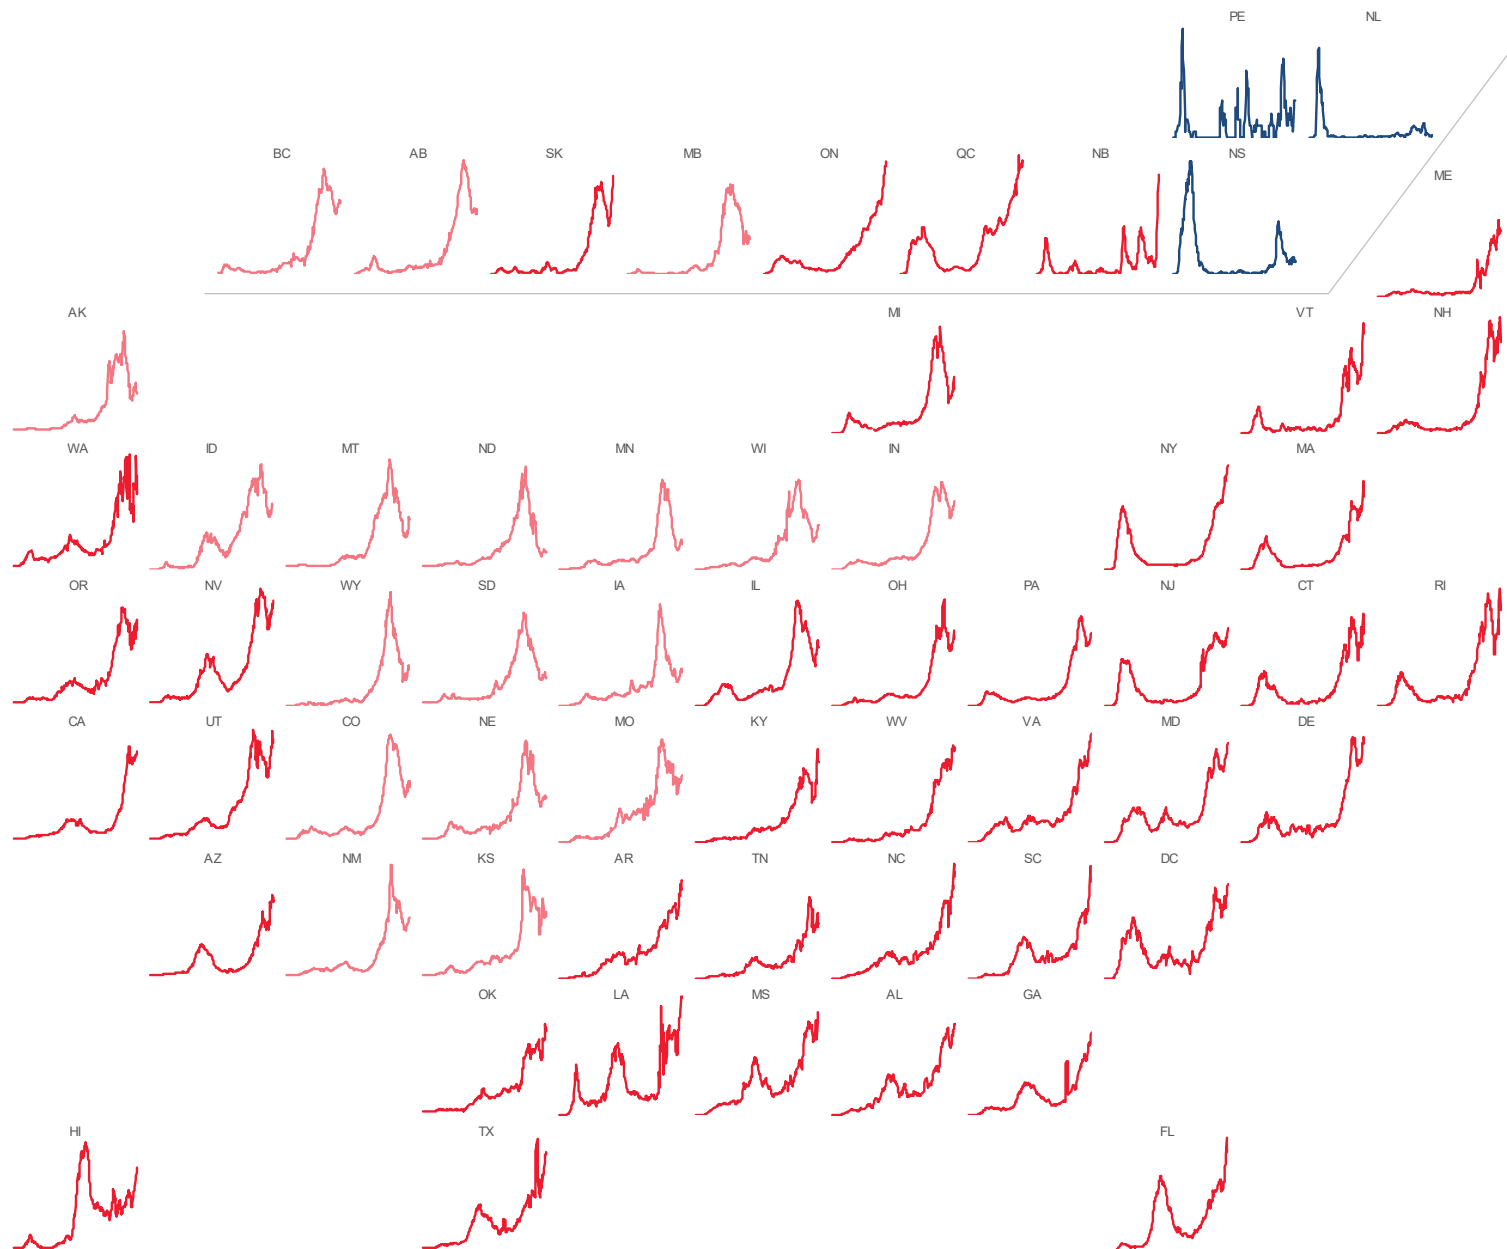 PE NL
BC AB SK MB ON QC NB NS
ME
AK MI VT NH
WA ID MT ND MN WI IN NY MA
OR NV WY SD IA IL OH PA NJ CT RI
CA UT CO NE MO KY WV VA MD DE
AZ NM KS AR TN NC SC DC
OK LA MS AL GA
HI TX FL